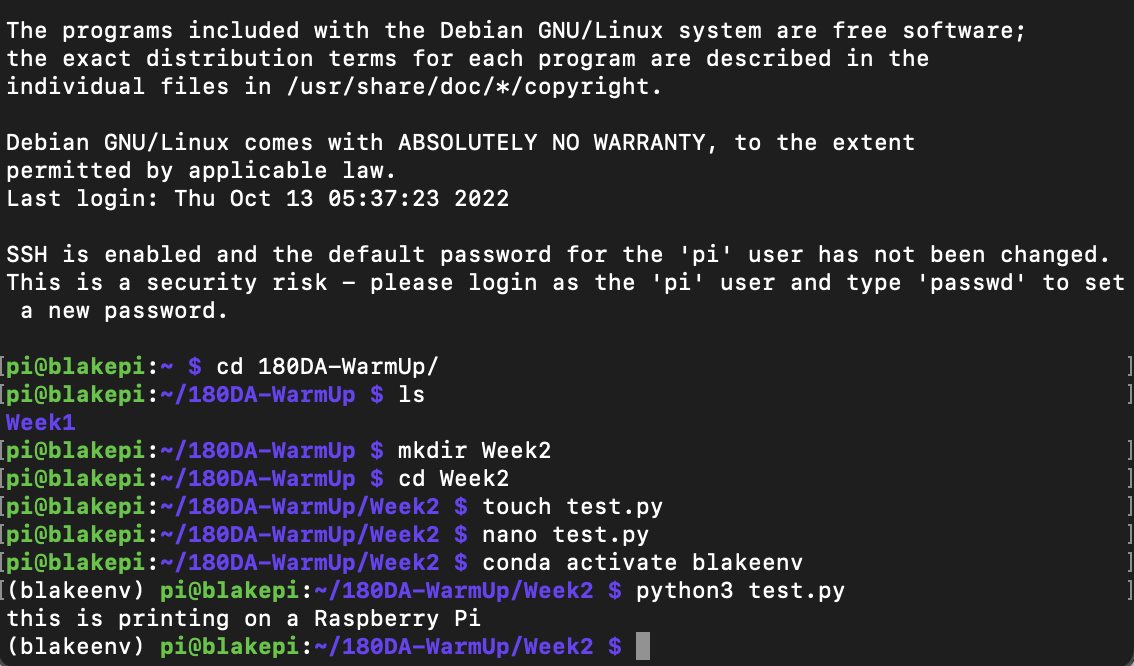 The programs included with the Debian GNU/Linux system are free software;
the exact distribution terms for each program are described in the
individual files in /usr/share/doc/*/copyright.
Debian GNU/Linux comes with ABSOLUTELY NO WARRANTY, to the extent
permitted by applicable law.
Last login: Thu Oct 13 05:37:23 2022
SSH is enabled and the default password for the 'pi' user has not been changed.
This is a security risk – please login as the 'pi' user and type 'passwd' to set
 a new password.
[pi@blakepi:~ $ cd 180DA-WarmUp/ ]
[pi@blakepi:~/180DA-WarmUp $ ls ]
Week1
[pi@blakepi:~/180DA-WarmUp $ mkdir Week2 ]
[pi@blakepi:~/180DA-WarmUp $ cd Week2 ]
[pi@blakepi:~/180DA-WarmUp/Week2 $ touch test.py ]
[pi@blakepi:~/180DA-WarmUp/Week2 $ nano test.py ]
[pi@blakepi:~/180DA-WarmUp/Week2 $ conda activate blakeenv ]
[(blakeenv) pi@blakepi:~/180DA-WarmUp/Week2 $ python3 test.py ]
this is printing on a Raspberry Pi
(blakeenv) pi@blakepi:~/180DA-WarmUp/Week2 $